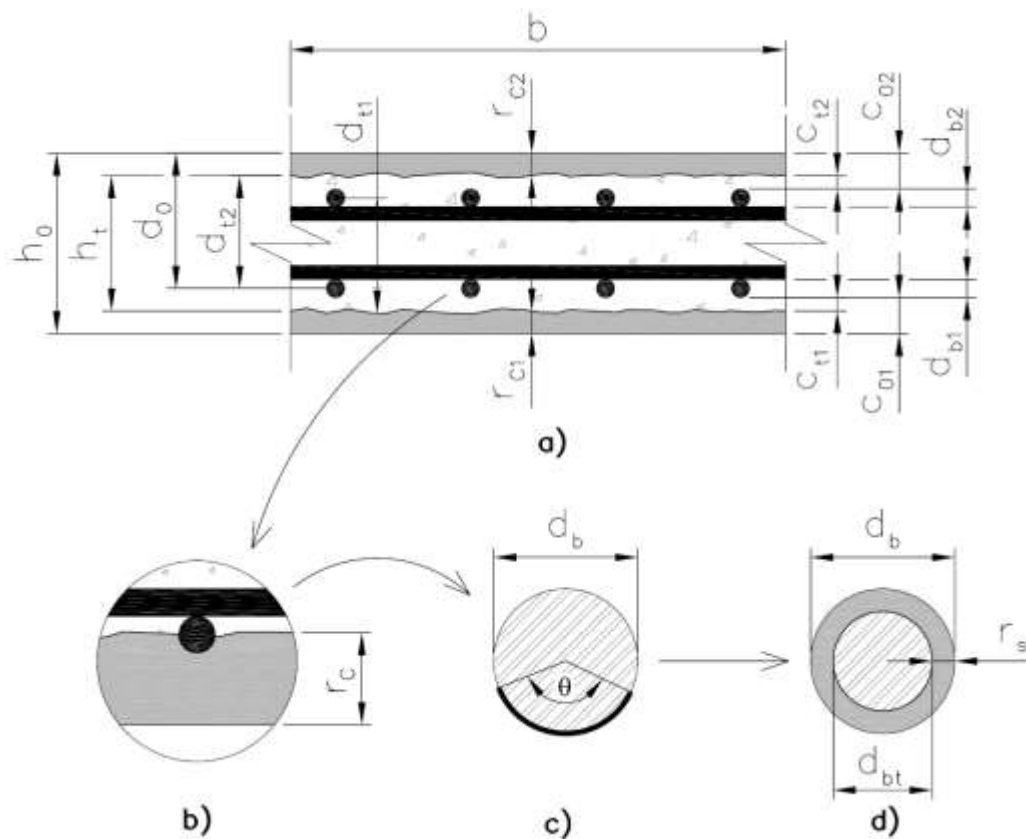 b
r_c2
c_t2
c_02
d_b2
d_t1
h_0
h_t
d_0
d_t2
r_c1
c_t1
c_01
d_b1
a)
d_b
d_b
r_c
θ
r_s
d_bt
b)
c)
d)